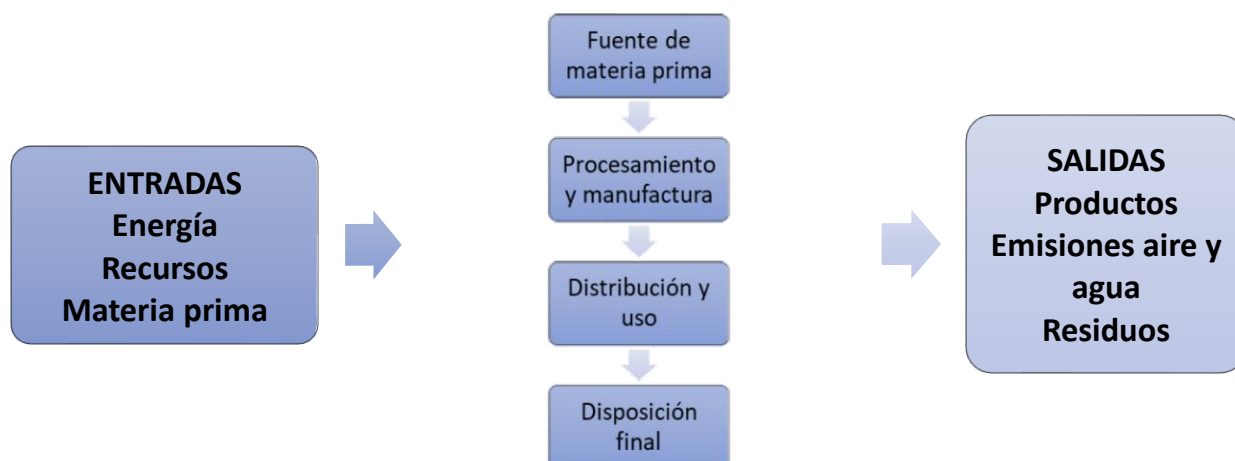 ENTRADAS
Energía
Recursos
Materia prima
Fuente de
materia prima
Procesamiento
y manufactura
Distribución y
uso
Disposición
final
SALIDAS
Productos
Emisiones aire y
agua
Residuos